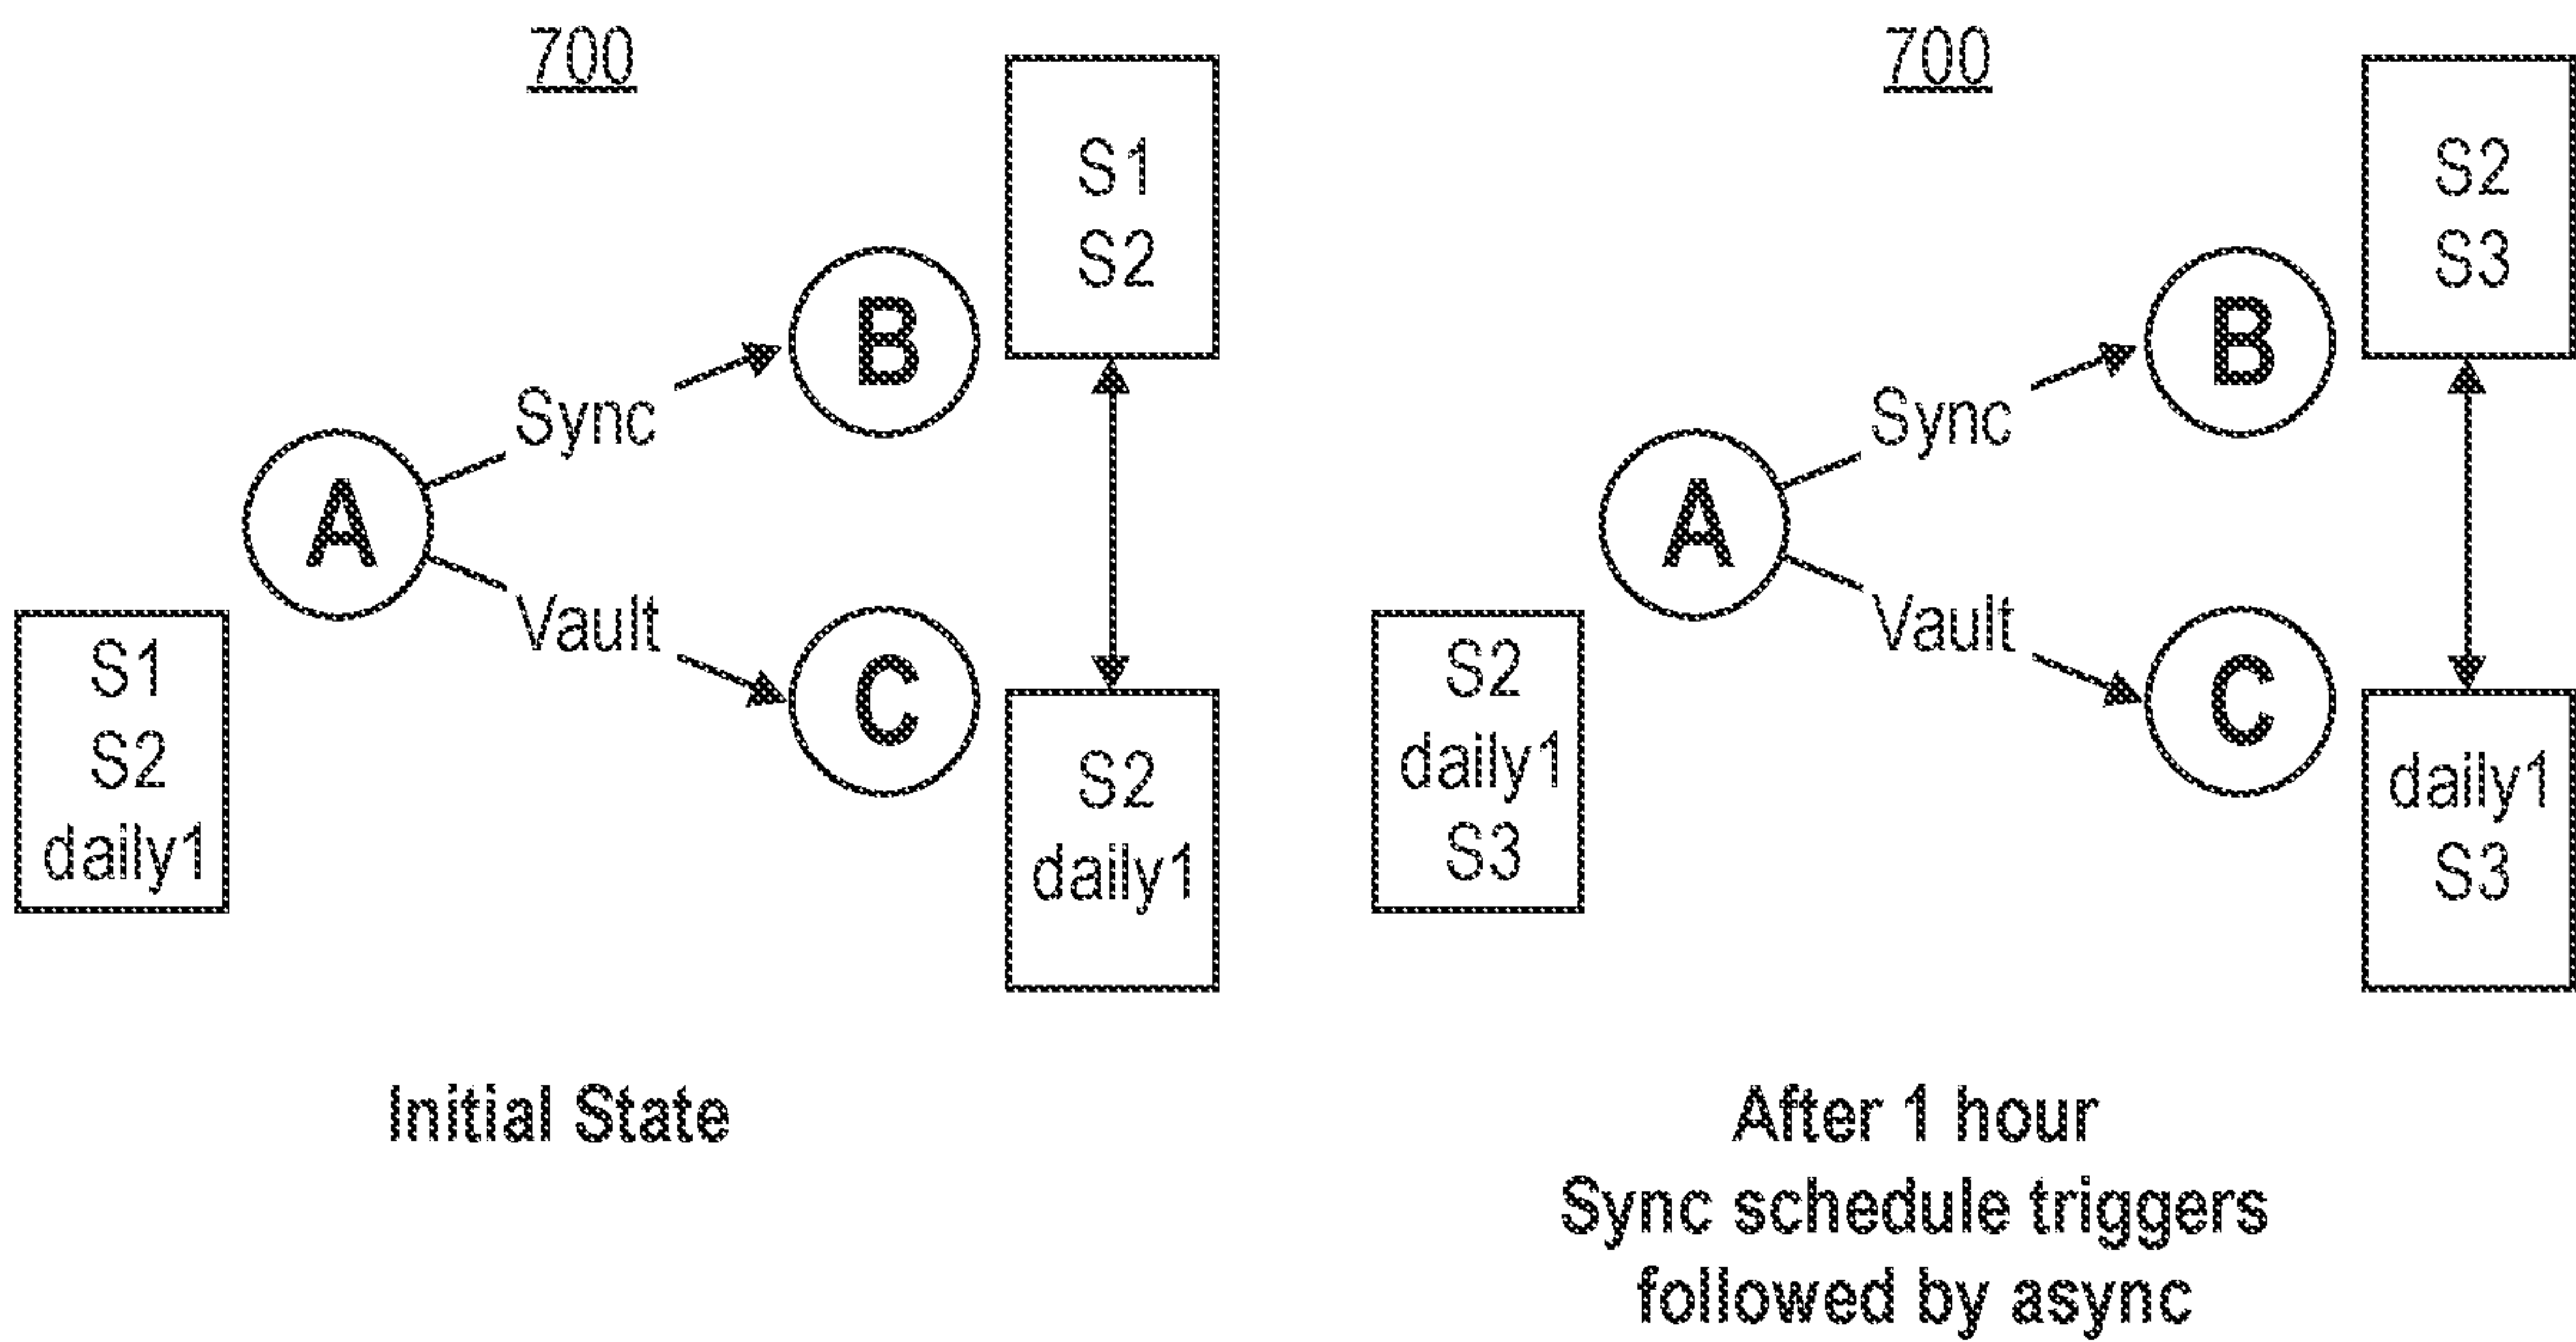 700
S1
S2
B
Sync
A
Vault
C
S1
S2
daily1
S2
daily1
Initial State
700
S2
S3
B
Sync
A
Vault
C
S2
daily1
S3
daily1
S3
After 1 hour
Sync schedule triggers
followed by async